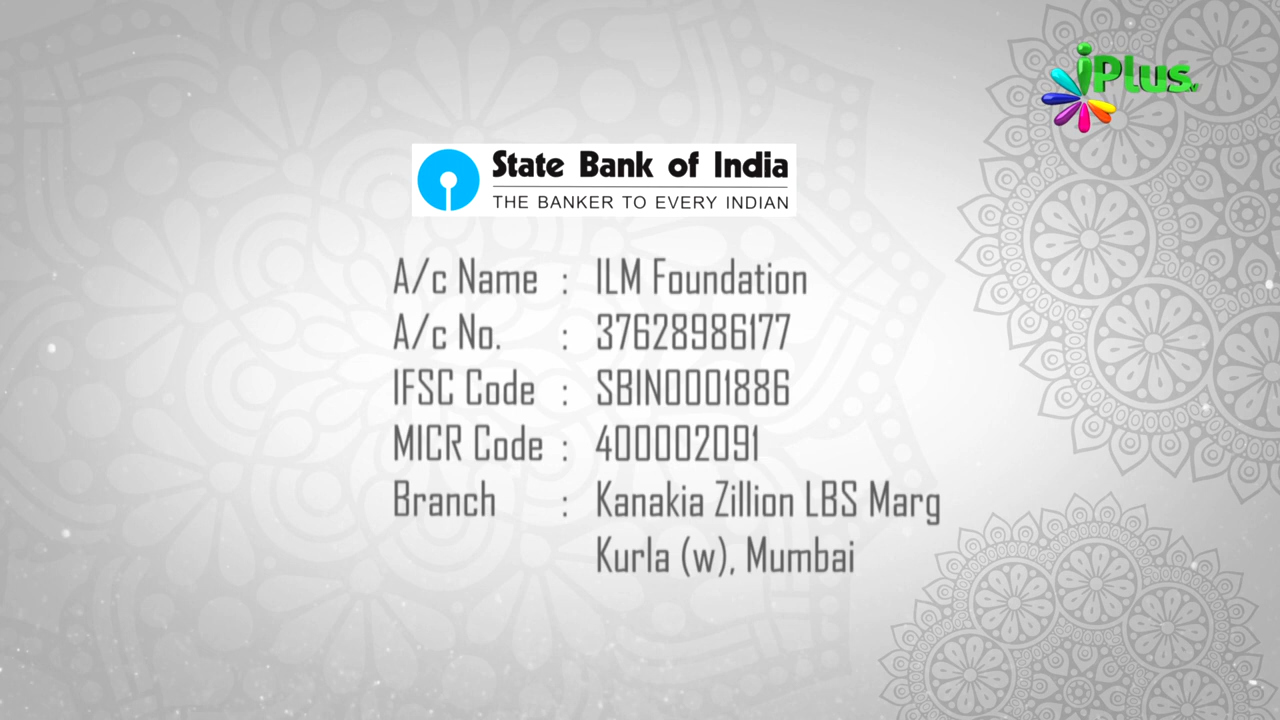 iPlus TV
State Bank of India
THE BANKER TO EVERY INDIAN
A/c Name : ILM Foundation
A/c No. : 37628986177
IFSC Code : SBIN0001886
MICR Code : 400002091
Branch : Kanakia Zillion LBS Marg
Kurla (w), Mumbai